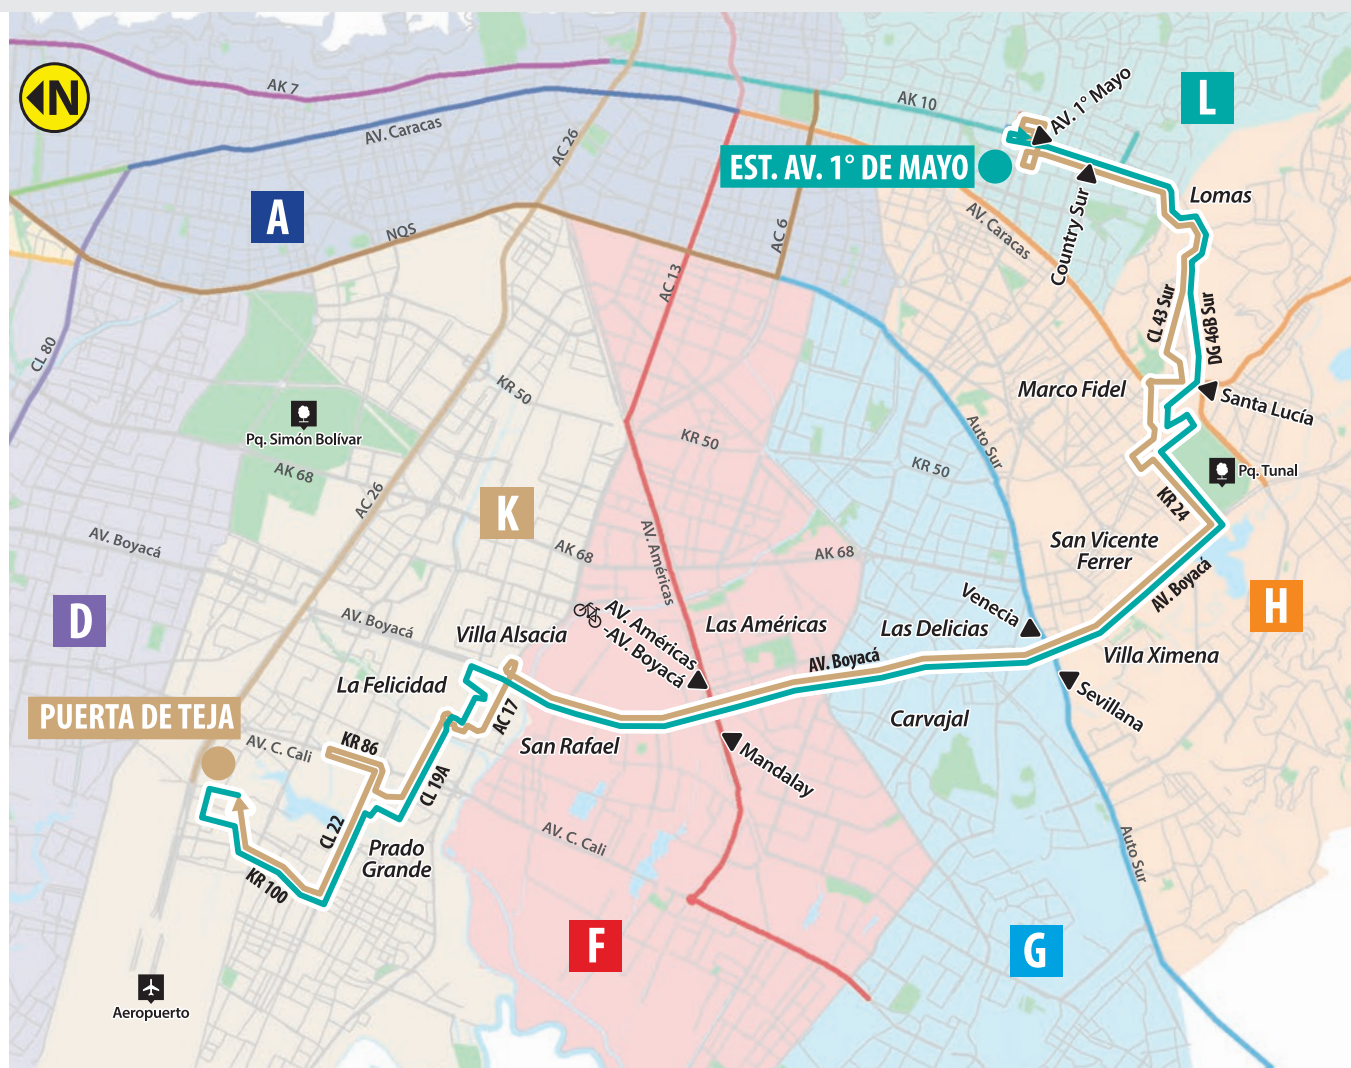 N
AK 7
AV. Caracas
AC 26
AK 10
AV. 1° Mayo
L
EST. AV. 1° DE MAYO
A
NQS
AC 6
AC 13
AV. Caracas
Country Sur
Lomas
CL 80
CL 43 Sur
DG 46B Sur
KR 50
Marco Fidel
Santa Lucía
Pq. Simón Bolívar
KR 50
Auto Sur
KR 50
Pq. Tunal
AK 68
AC 26
K
KR 24
AV. Boyacá
AV. Américas
AK 68
AK 68
San Vicente
Ferrer
AV. Boyacá
D
AV. Boyacá
Villa Alsacia
AV. Américas
-AV. Boyacá
Las Américas
Las Delicias
Venecia
H
AV. Boyacá
Villa Ximena
La Felicidad
Sevillana
PUERTA DE TEJA
AV. C. Cali
KR 86
AC 17
San Rafael
Carvajal
Mandalay
CL 19A
CL 22
Prado
Grande
AV. C. Cali
Auto Sur
KR 100
F
G
Aeropuerto